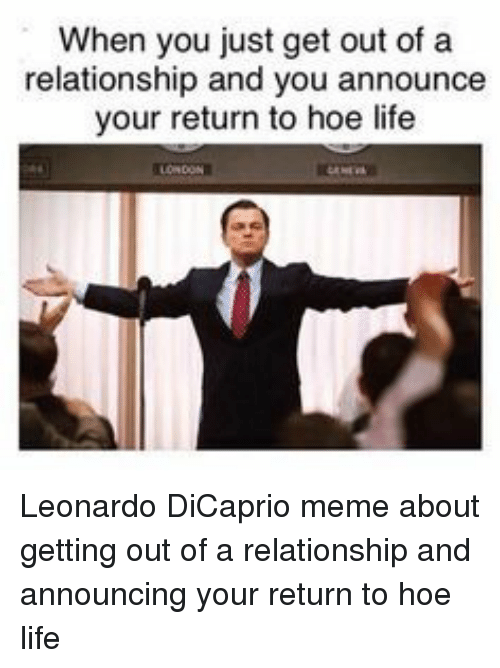 When you just get out of a
relationship and you announce
your return to hoe life
LONDON
GENEVA
Leonardo DiCaprio meme about
getting out of a relationship and
announcing your return to hoe
life